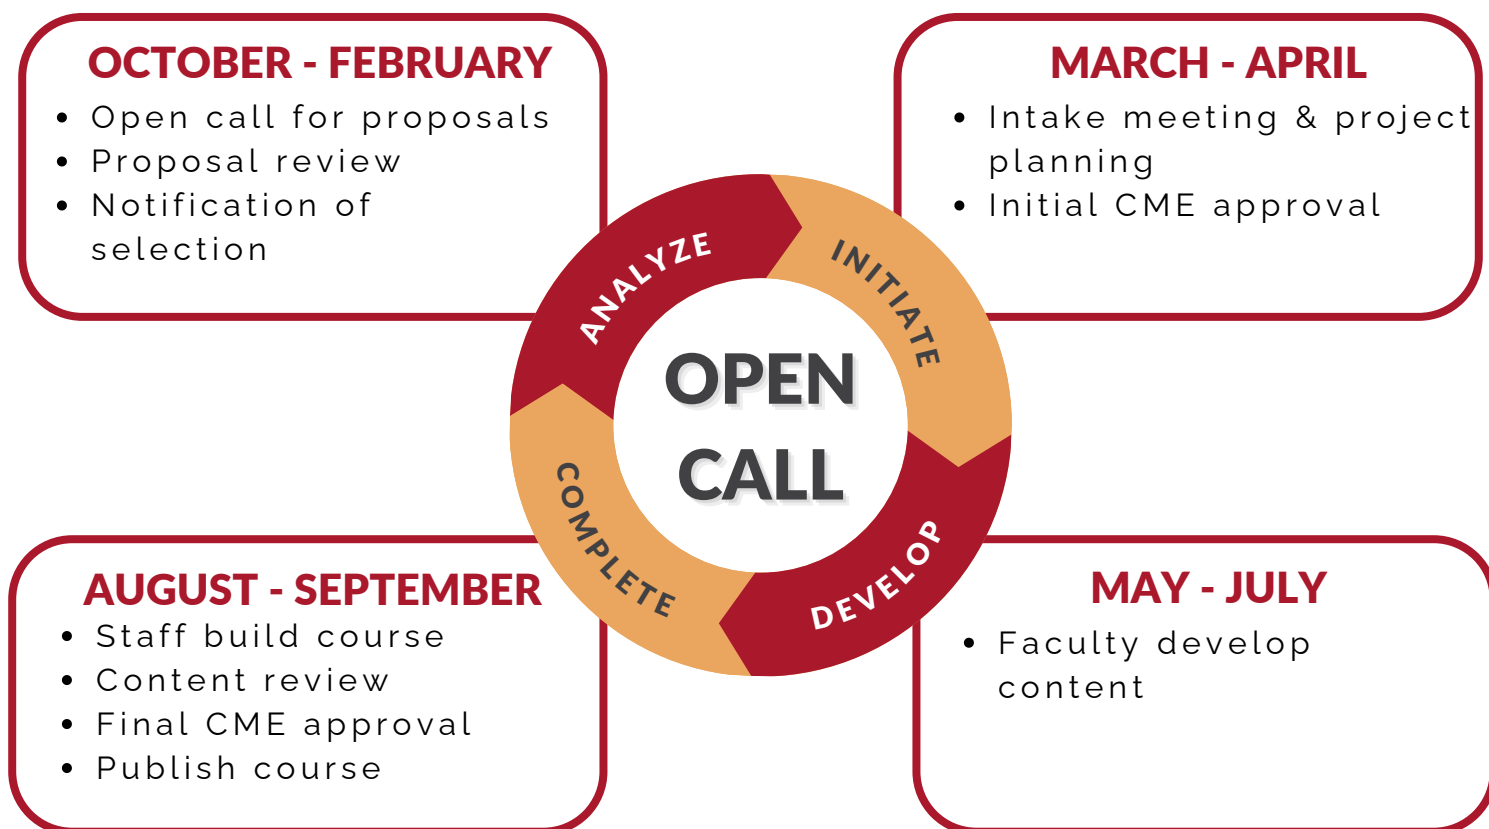 OCTOBER - FEBRUARY
• Open call for proposals
• Proposal review
• Notification of
selection
MARCH - APRIL
• Intake meeting & project
planning
• Initial CME approval
ANALYZE
INITIATE
OPEN
CALL
COMPLETE
DEVELOP
AUGUST - SEPTEMBER
• Staff build course
• Content review
• Final CME approval
• Publish course
MAY - JULY
• Faculty develop
content